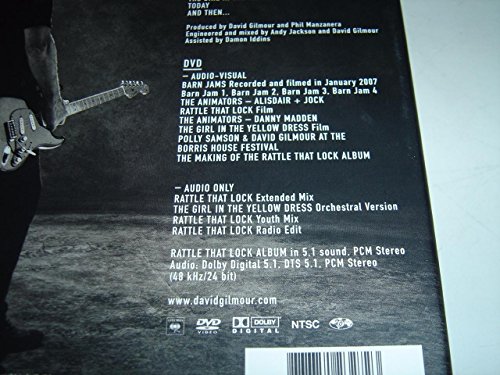 TODAY
AND THEN...
Produced by David Gilmour and Phil Manzanera
Engineered and mixed by Andy Jackson and David Gilmour
Assisted by Damon Iddins
DVD
– AUDIO-VISUAL
BARN JAMS Recorded and filmed in January 2007
Barn Jam 1, Barn Jam 2, Barn Jam 3, Barn Jam 4
THE ANIMATORS – ALISDAIR + JOCK
RATTLE THAT LOCK Film
THE ANIMATORS – DANNY MADDEN
THE GIRL IN THE YELLOW DRESS Film
POLLY SAMSON & DAVID GILMOUR AT THE
BORRIS HOUSE FESTIVAL
THE MAKING OF THE RATTLE THAT LOCK ALBUM
– AUDIO ONLY
RATTLE THAT LOCK Extended Mix
THE GIRL IN THE YELLOW DRESS Orchestral Version
RATTLE THAT LOCK Youth Mix
RATTLE THAT LOCK Radio Edit
RATTLE THAT LOCK ALBUM in 5.1 sound, PCM Stereo
Audio: Dolby Digital 5.1, DTS 5.1, PCM Stereo
(48 kHz/24 bit)
www.davidgilmour.com
DVD VIDEO DOLBY DIGITAL NTSC